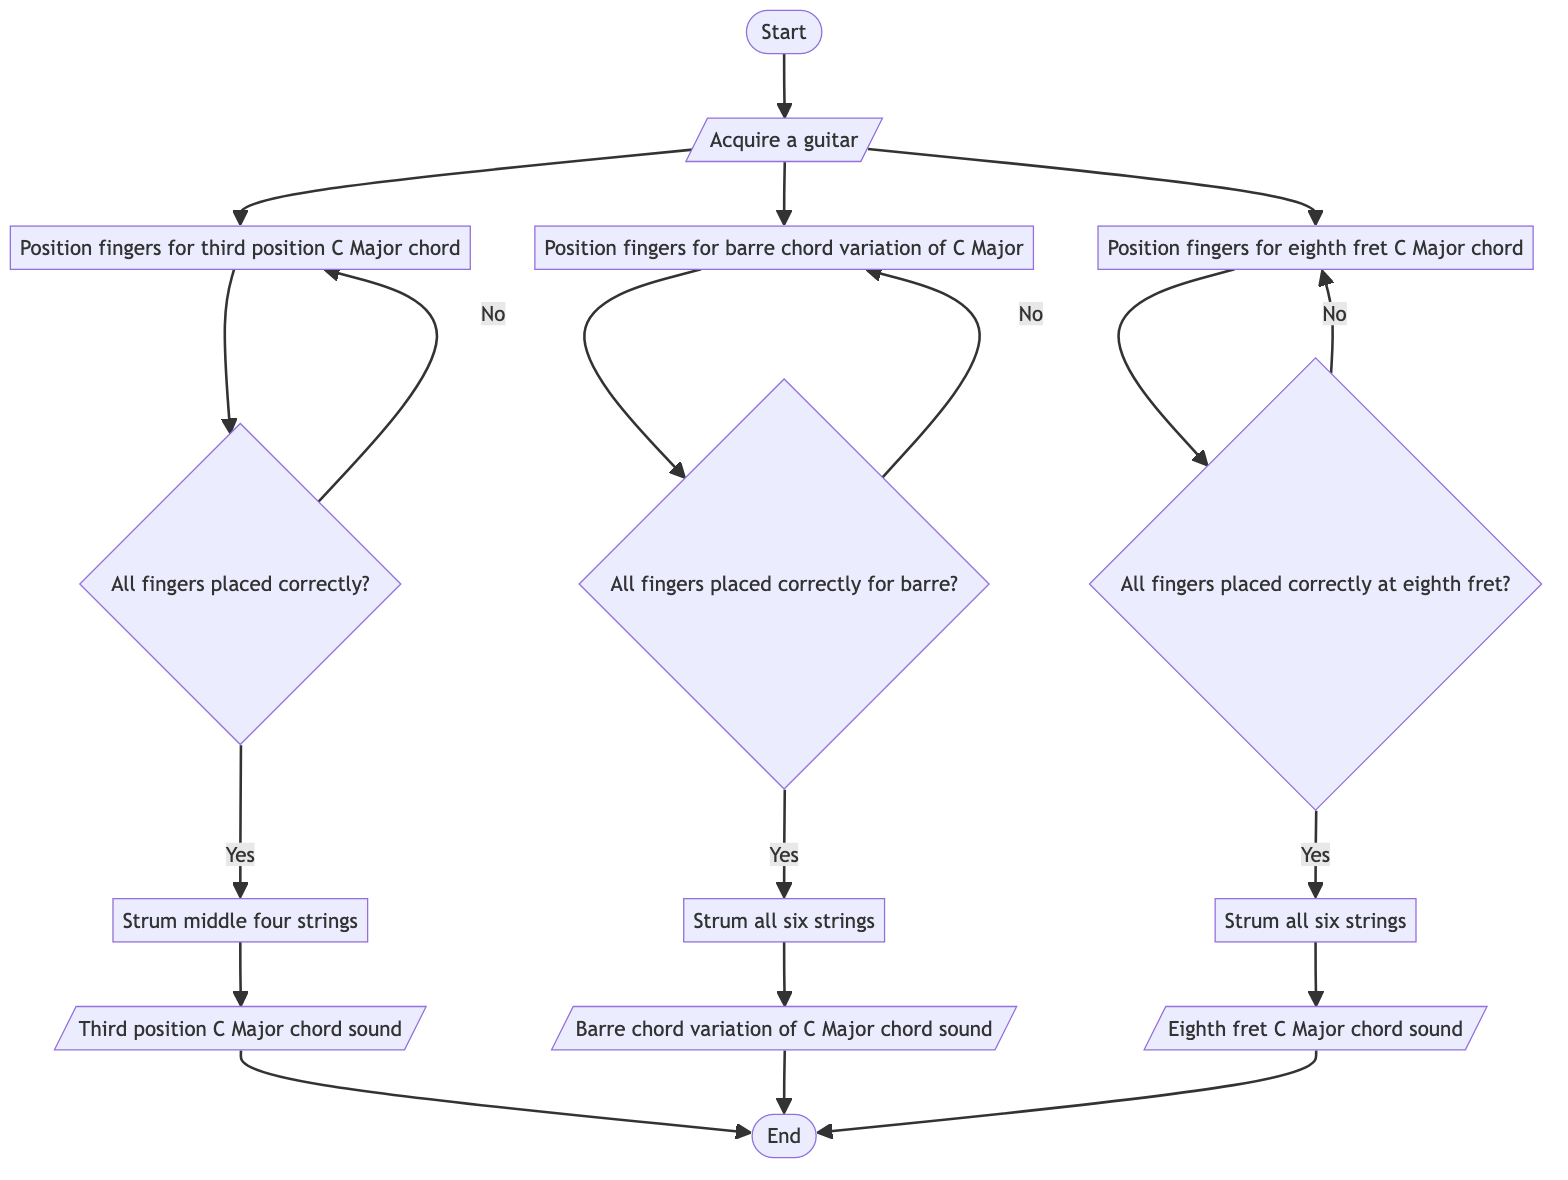 Start
Acquire a guitar
Position fingers for third position C Major chord
Position fingers for barre chord variation of C Major
Position fingers for eighth fret C Major chord
No
No
No
All fingers placed correctly?
All fingers placed correctly for barre?
All fingers placed correctly at eighth fret?
Yes
Yes
Yes
Strum middle four strings
Strum all six strings
Strum all six strings
Third position C Major chord sound
Barre chord variation of C Major chord sound
Eighth fret C Major chord sound
End